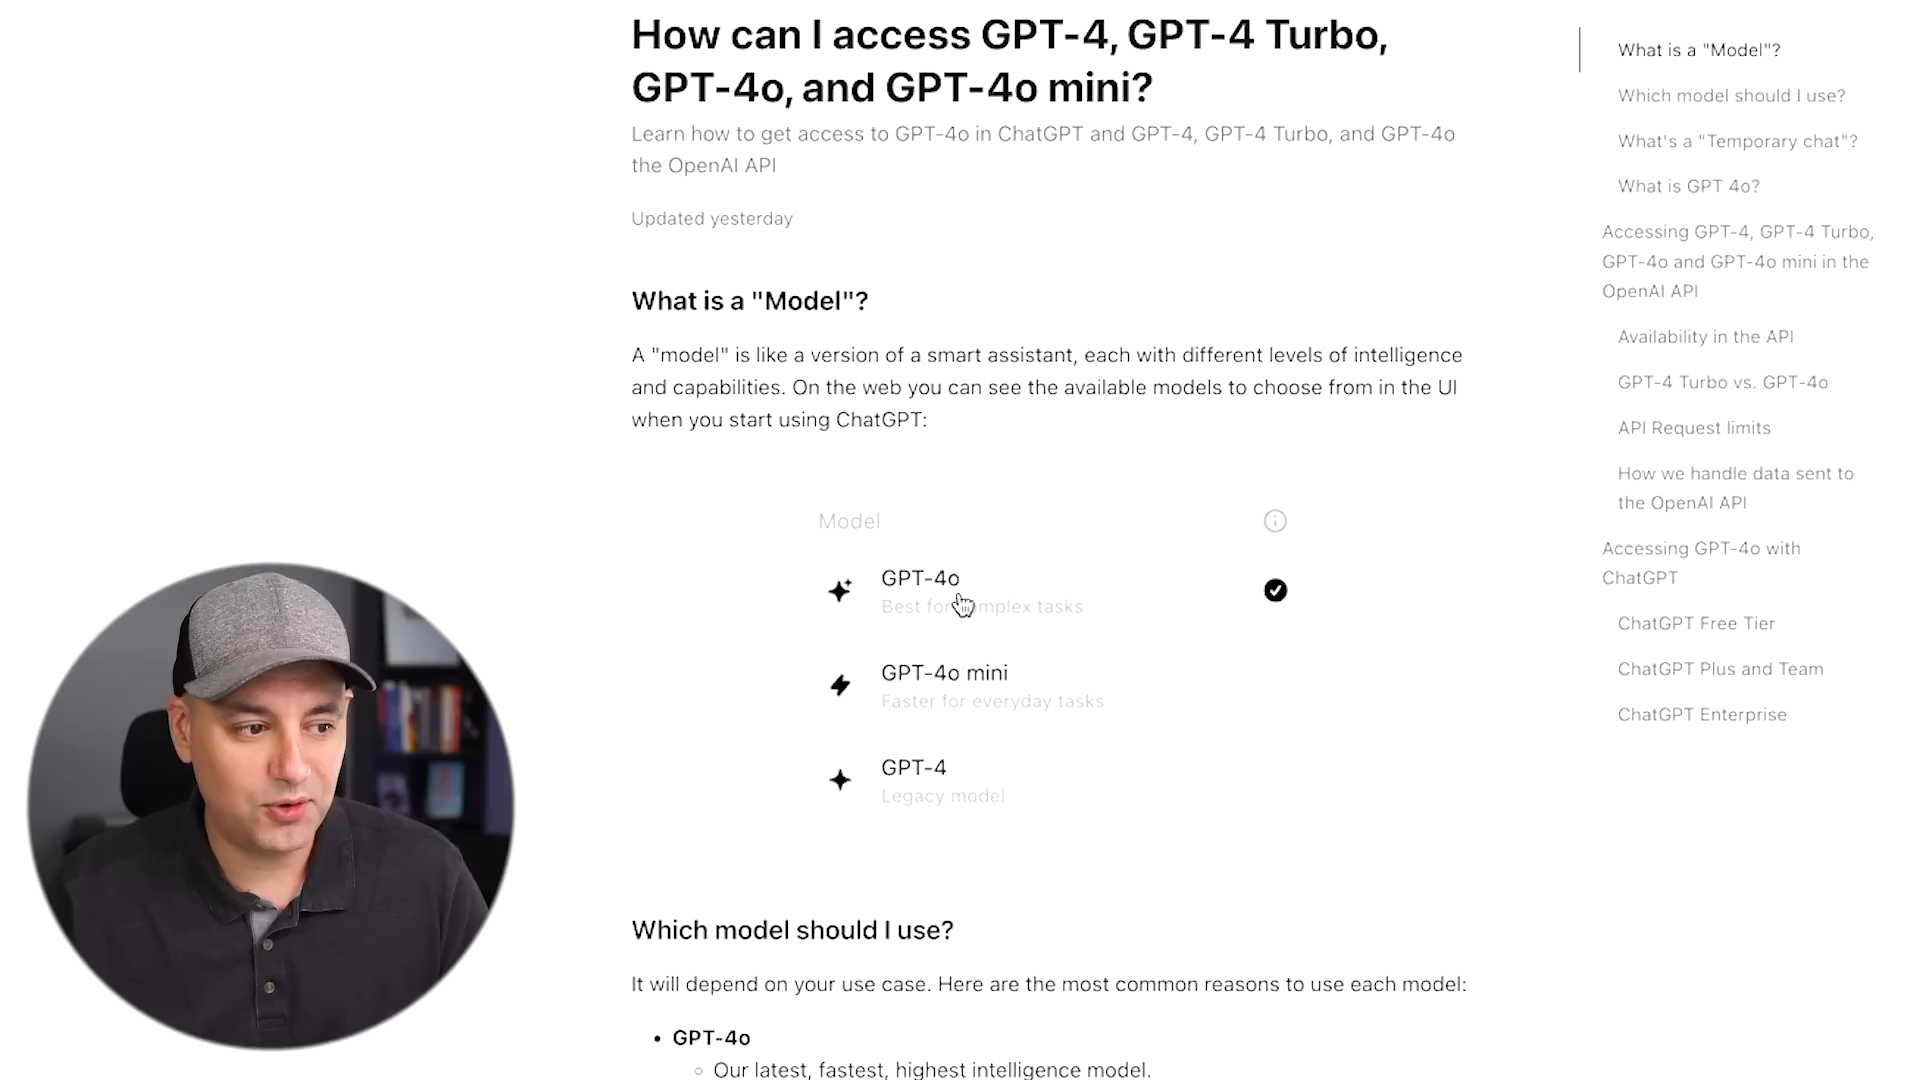 How can I access GPT-4, GPT-4 Turbo,
GPT-4o, and GPT-4o mini?
Learn how to get access to GPT-4o in ChatGPT and GPT-4, GPT-4 Turbo, and GPT-4o
the OpenAI API
Updated yesterday
What is a "Model"?
A "model" is like a version of a smart assistant, each with different levels of intelligence
and capabilities. On the web you can see the available models to choose from in the UI
when you start using ChatGPT:
Model
GPT-4o
Best for complex tasks
GPT-4o mini
Faster for everyday tasks
GPT-4
Legacy model
Which model should I use?
It will depend on your use case. Here are the most common reasons to use each model:
• GPT-4o
○ Our latest, fastest, highest intelligence model.
What is a "Model"?
Which model should I use?
What's a "Temporary chat"?
What is GPT 4o?
Accessing GPT-4, GPT-4 Turbo,
GPT-4o and GPT-4o mini in the
OpenAI API
Availability in the API
GPT-4 Turbo vs. GPT-4o
API Request limits
How we handle data sent to
the OpenAI API
Accessing GPT-4o with
ChatGPT
ChatGPT Free Tier
ChatGPT Plus and Team
ChatGPT Enterprise